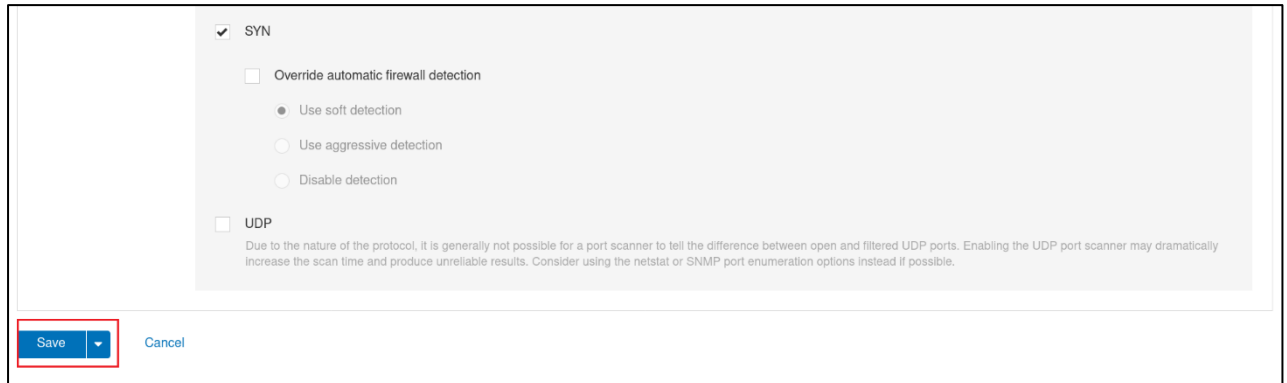 SYN
Override automatic firewall detection
Use soft detection
Use aggressive detection
Disable detection
UDP
Due to the nature of the protocol, it is generally not possible for a port scanner to tell the difference between open and filtered UDP ports. Enabling the UDP port scanner may dramatically
increase the scan time and produce unreliable results. Consider using the netstat or SNMP port enumeration options instead if possible.
Save Cancel